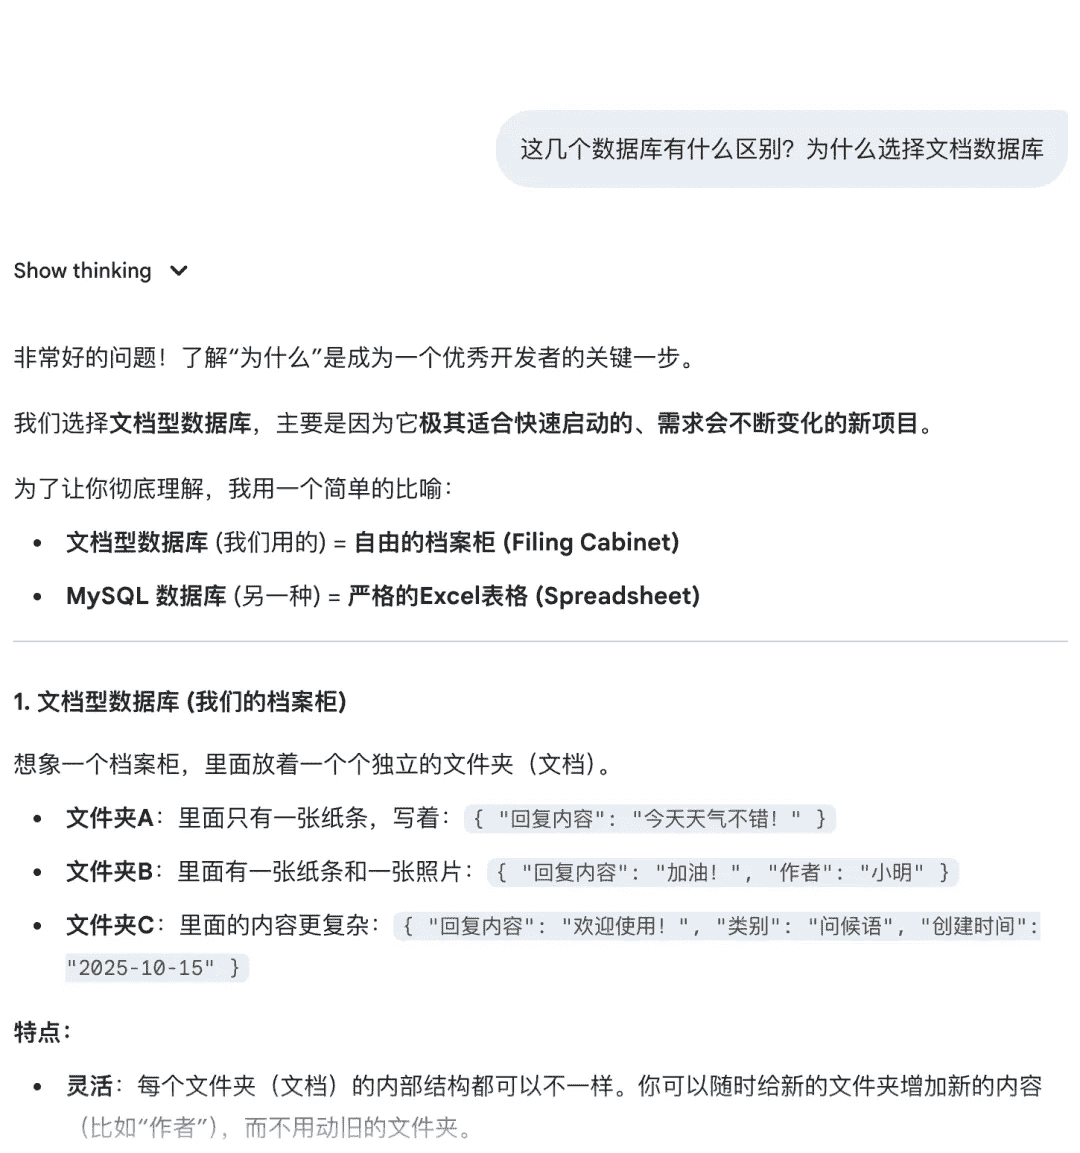 这几个数据库有什么区别？为什么选择文档数据库
Show thinking
非常好的问题！了解“为什么”是成为一个优秀开发者的关键一步。
我们选择文档型数据库，主要是因为它极其适合快速启动的、需求会不断变化的新项目。
为了让你彻底理解，我用一个简单的比喻：
• 文档型数据库 (我们用的) = 自由的档案柜 (Filing Cabinet)
• MySQL 数据库 (另一种) = 严格的Excel表格 (Spreadsheet)
1. 文档型数据库 (我们的档案柜)
想象一个档案柜，里面放着一个个独立的文件夹（文档）。
• 文件夹A：里面只有一张纸条，写着：{ "回复内容": "今天天气不错！" }
• 文件夹B：里面有一张纸条和一张照片：{ "回复内容": "加油！", "作者": "小明" }
• 文件夹C：里面的内容更复杂：{ "回复内容": "欢迎使用！", "类别": "问候语", "创建时间":
"2025-10-15" }
特点：
• 灵活：每个文件夹（文档）的内部结构都可以不一样。你可以随时给新的文件夹增加新的内容
（比如“作者”），而不用动旧的文件夹。